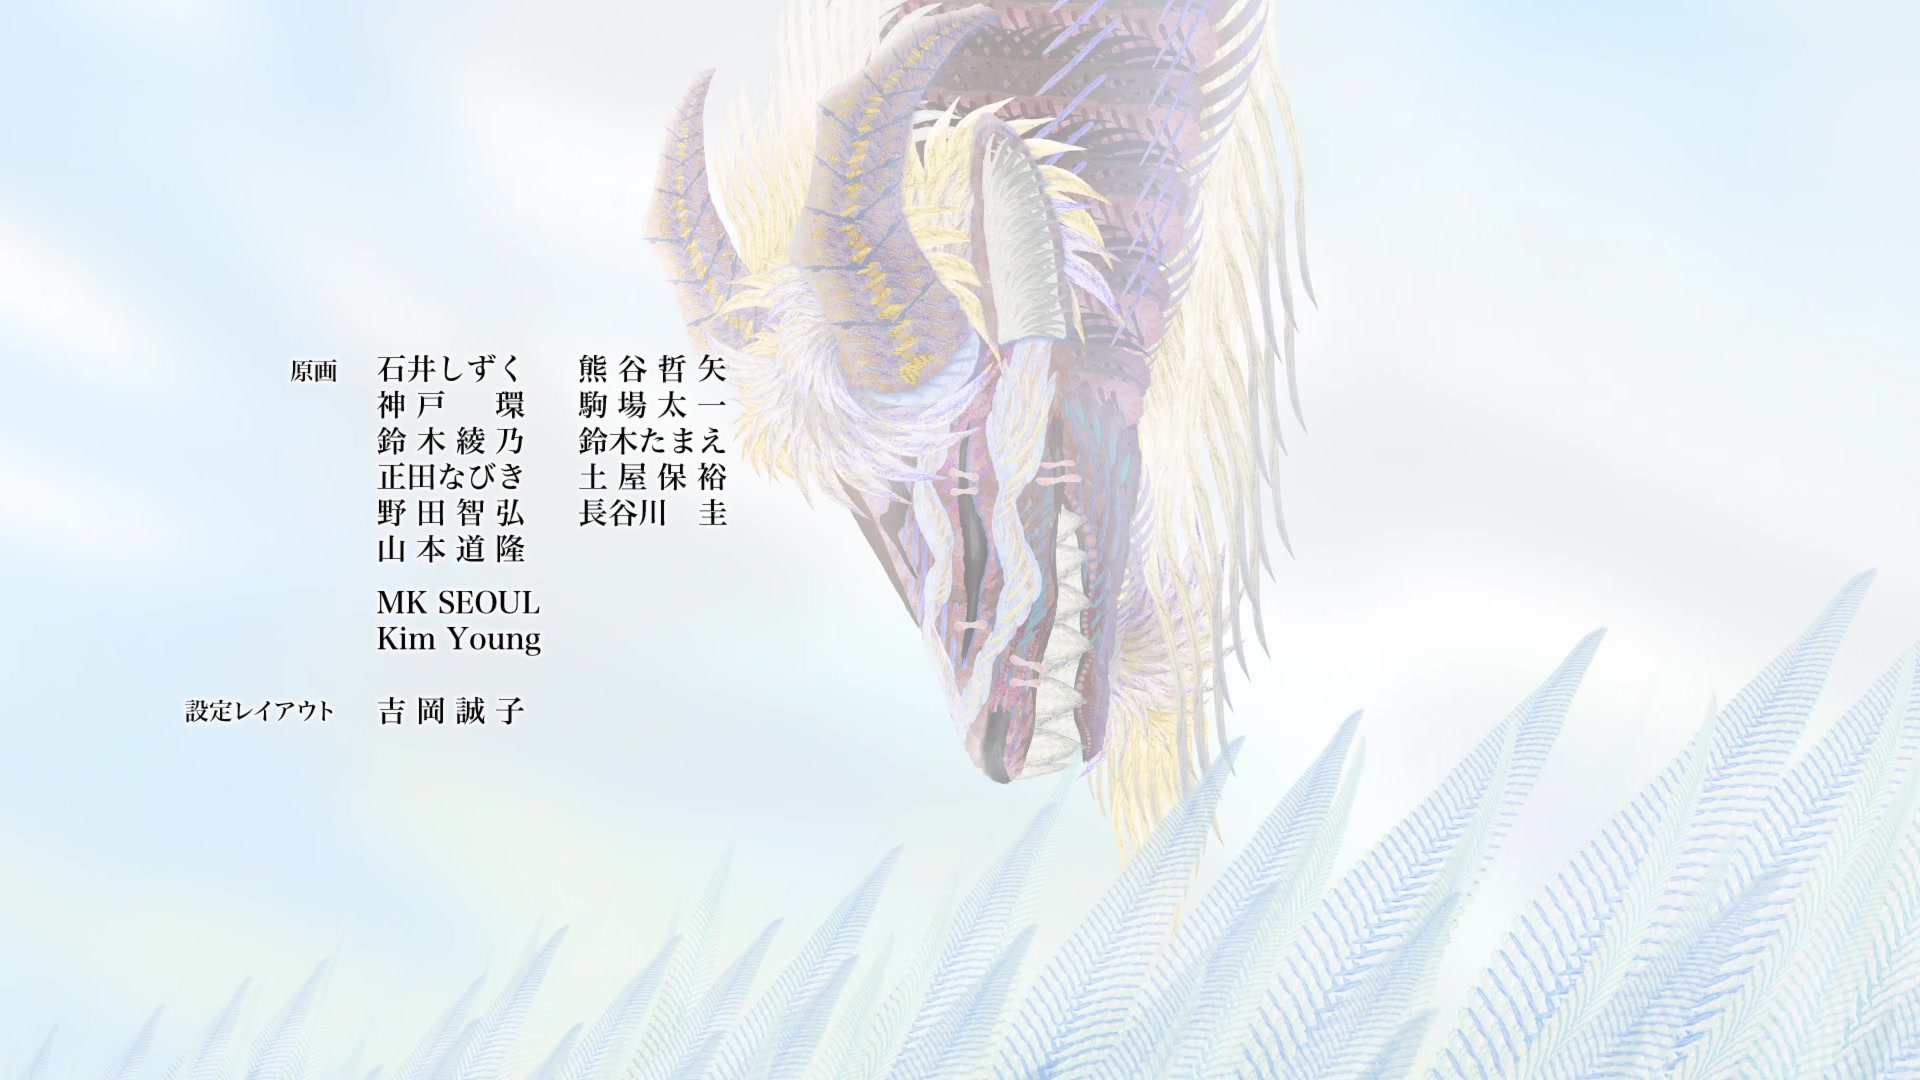 原画 石井しずく 熊谷哲矢
神戸 環 駒場太一
鈴木綾乃 鈴木たまえ
正田なびき 土屋保裕
野田智弘 長谷川 圭
山本道隆
MK SEOUL
Kim Young
設定レイアウト 吉岡誠子